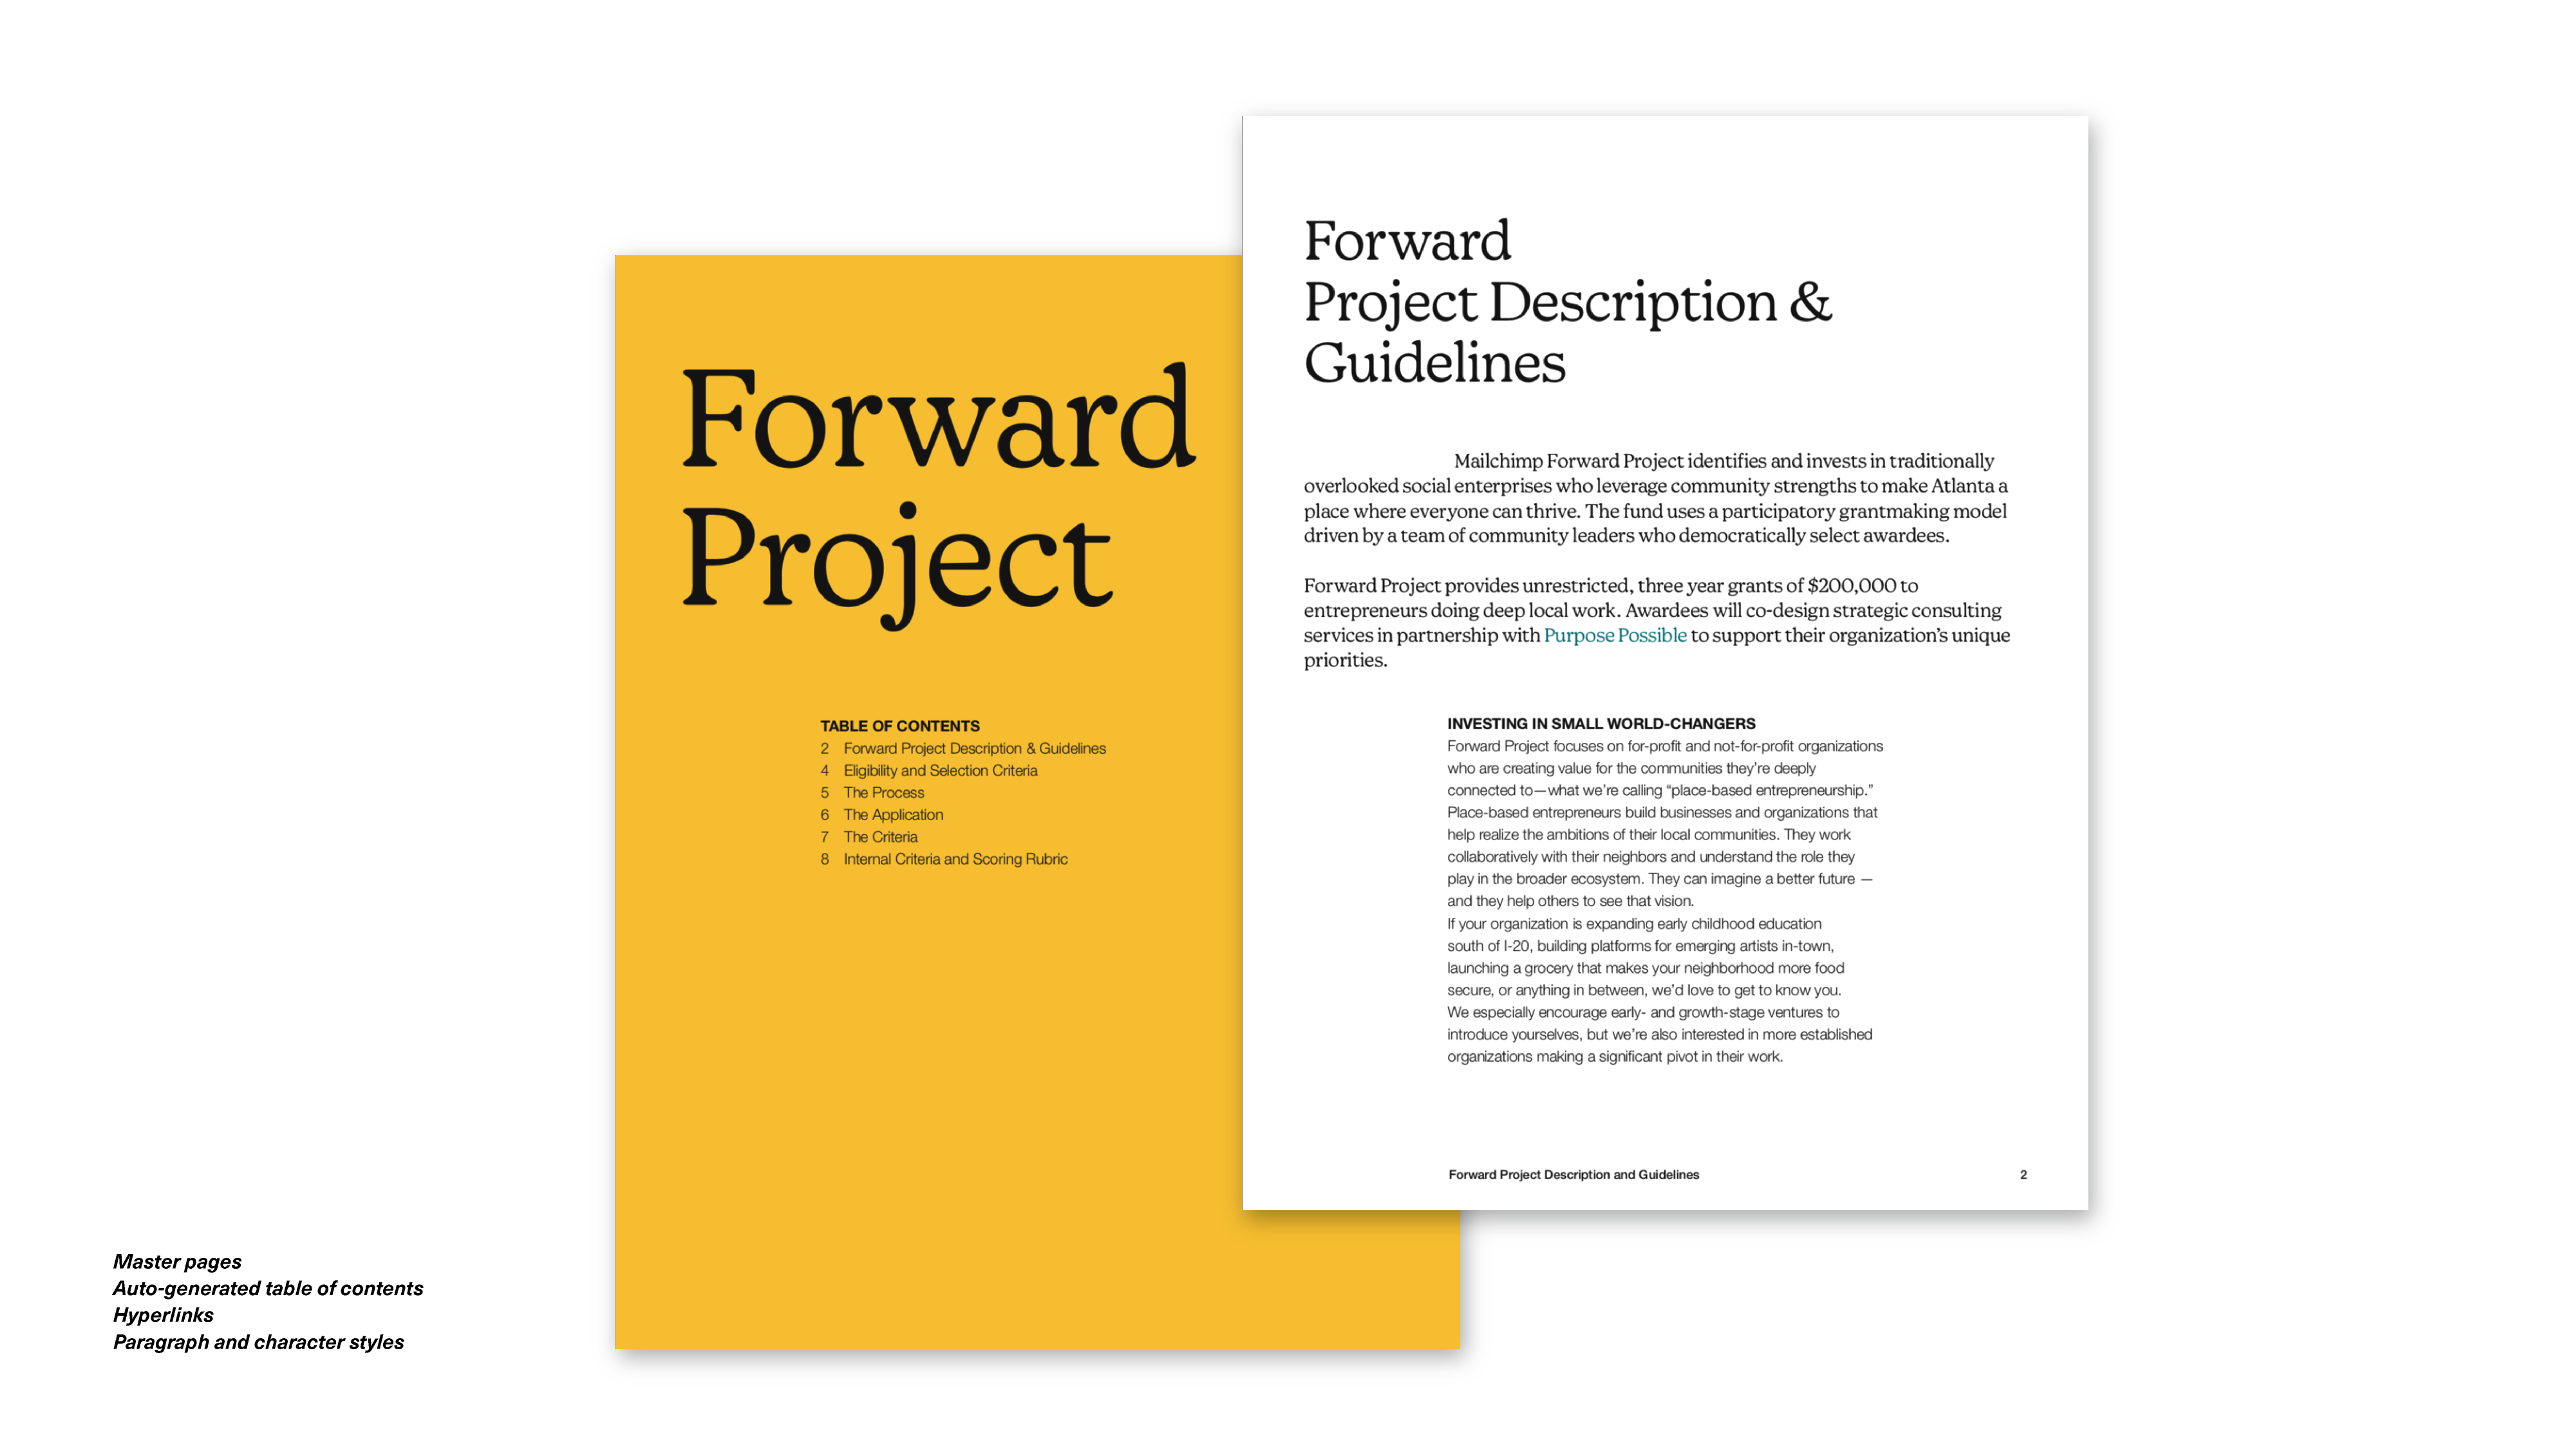 Forward
Project
TABLE OF CONTENTS
2 Forward Project Description & Guidelines
4 Eligibility and Selection Criteria
5 The Process
6 The Application
7 The Criteria
8 Internal Criteria and Scoring Rubric
Forward
Project Description &
Guidelines
Mailchimp Forward Project identifies and invests in traditionally
overlooked social enterprises who leverage community strengths to make Atlanta a
place where everyone can thrive. The fund uses a participatory grantmaking model
driven by a team of community leaders who democratically select awardees.
Forward Project provides unrestricted, three year grants of $200,000 to
entrepreneurs doing deep local work. Awardees will co-design strategic consulting
services in partnership with Purpose Possible to support their organization’s unique
priorities.
INVESTING IN SMALL WORLD-CHANGERS
Forward Project focuses on for-profit and not-for-profit organizations
who are creating value for the communities they’re deeply
connected to—what we’re calling “place-based entrepreneurship.”
Place-based entrepreneurs build businesses and organizations that
help realize the ambitions of their local communities. They work
collaboratively with their neighbors and understand the role they
play in the broader ecosystem. They can imagine a better future —
and they help others to see that vision.
If your organization is expanding early childhood education
south of I-20, building platforms for emerging artists in-town,
launching a grocery that makes your neighborhood more food
secure, or anything in between, we’d love to get to know you.
We especially encourage early- and growth-stage ventures to
introduce yourselves, but we’re also interested in more established
organizations making a significant pivot in their work.
Forward Project Description and Guidelines 2
Master pages
Auto-generated table of contents
Hyperlinks
Paragraph and character styles